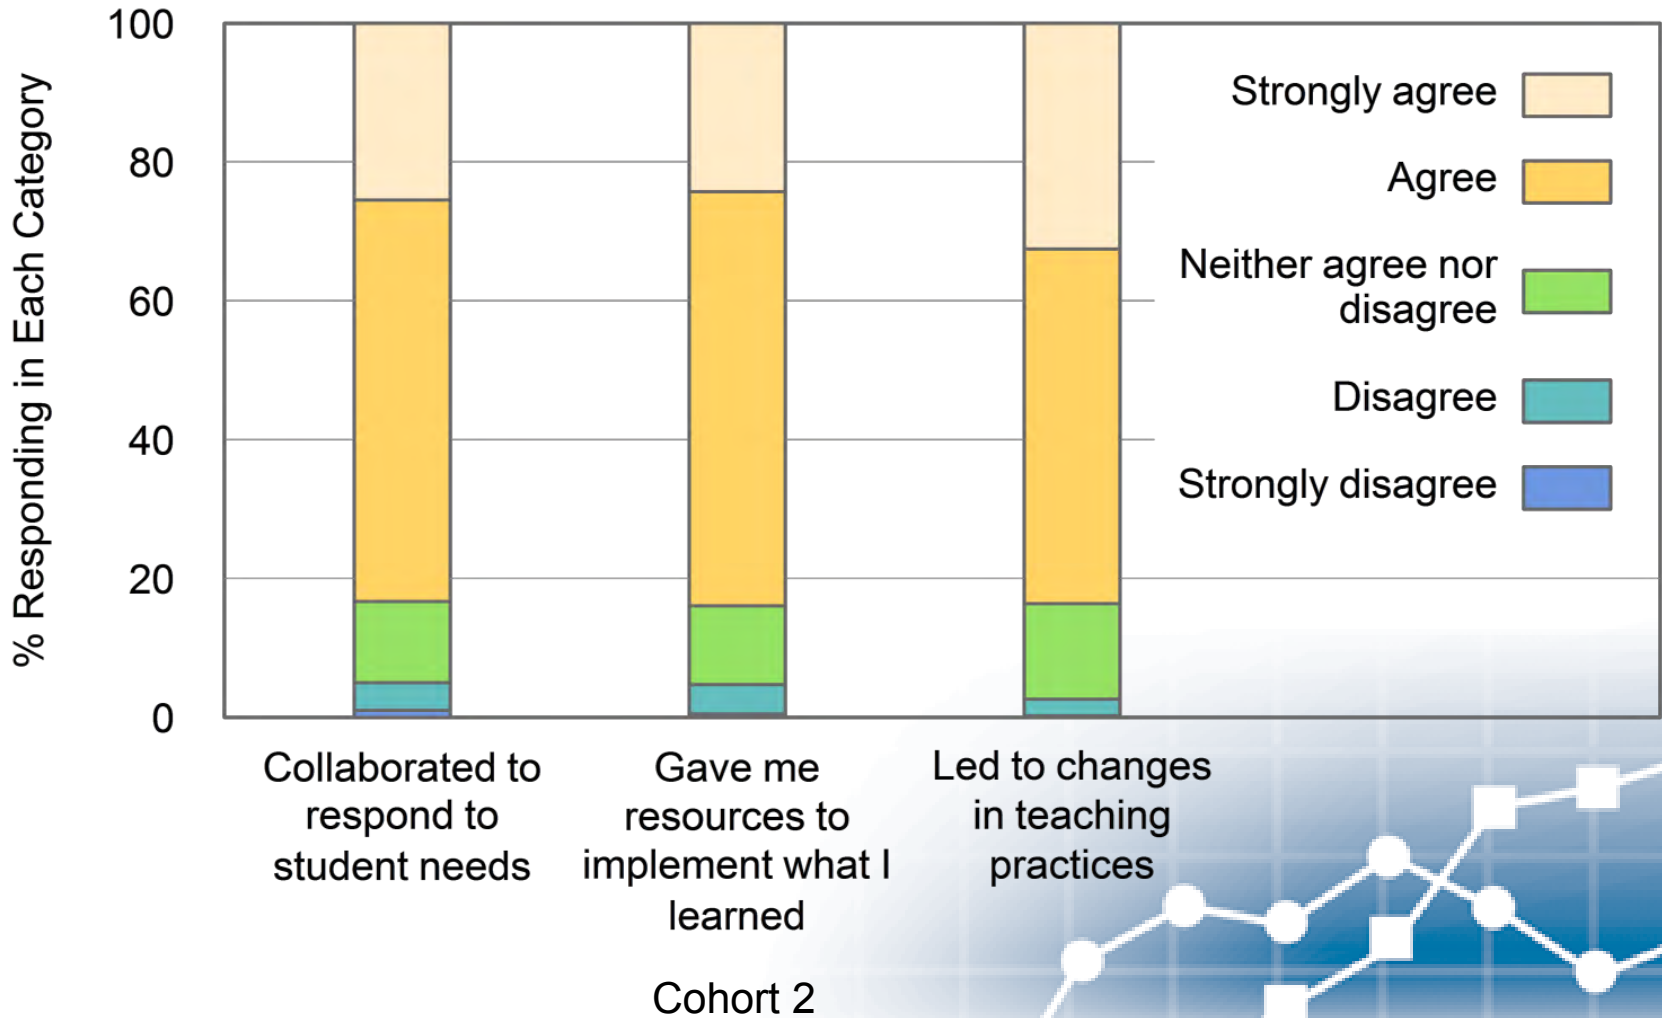 % Responding in Each Category
100
80
60
40
20
0
Strongly agree
Agree
Neither agree nor
disagree
Disagree
Strongly disagree
Collaborated to
respond to
student needs
Gave me
resources to
implement what I
learned
Led to changes
in teaching
practices
Cohort 2